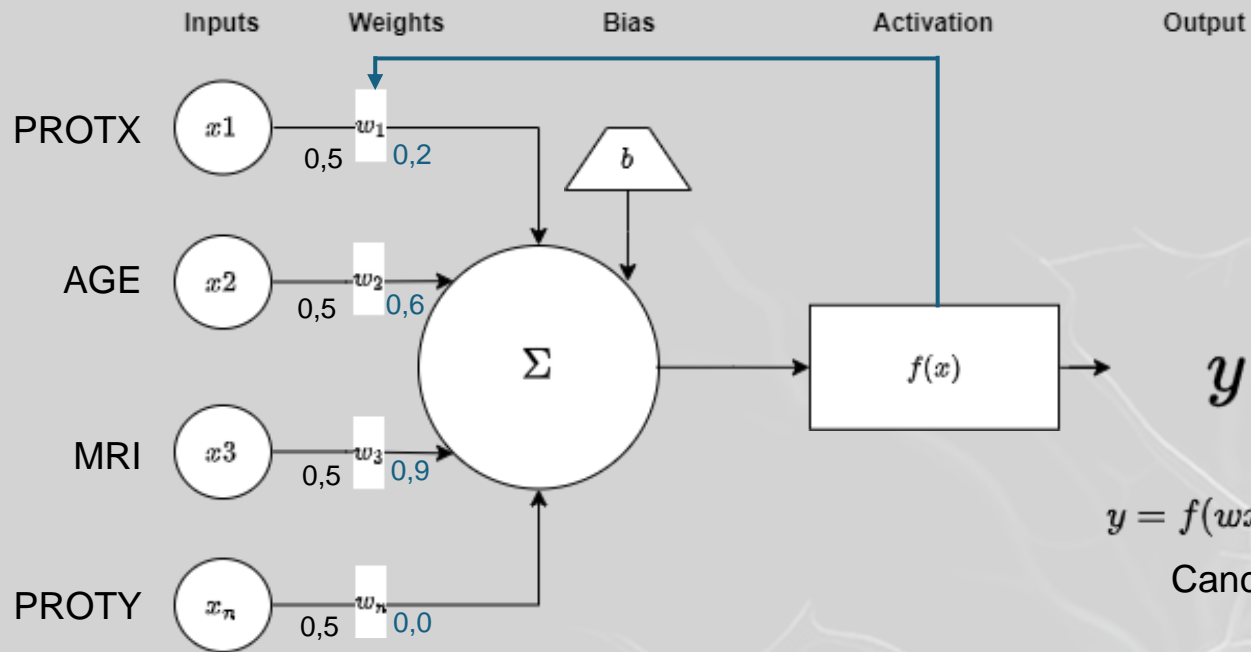 Inputs Weights Bias Activation Output
PROTX x1 w₁
0,5 0,2
b
AGE x2 w₂
0,5 0,6
Σ f(x) y
MRI x3 w₃
0,5 0,9
y = f(wx
PROTY xₙ wₙ
0,5 0,0